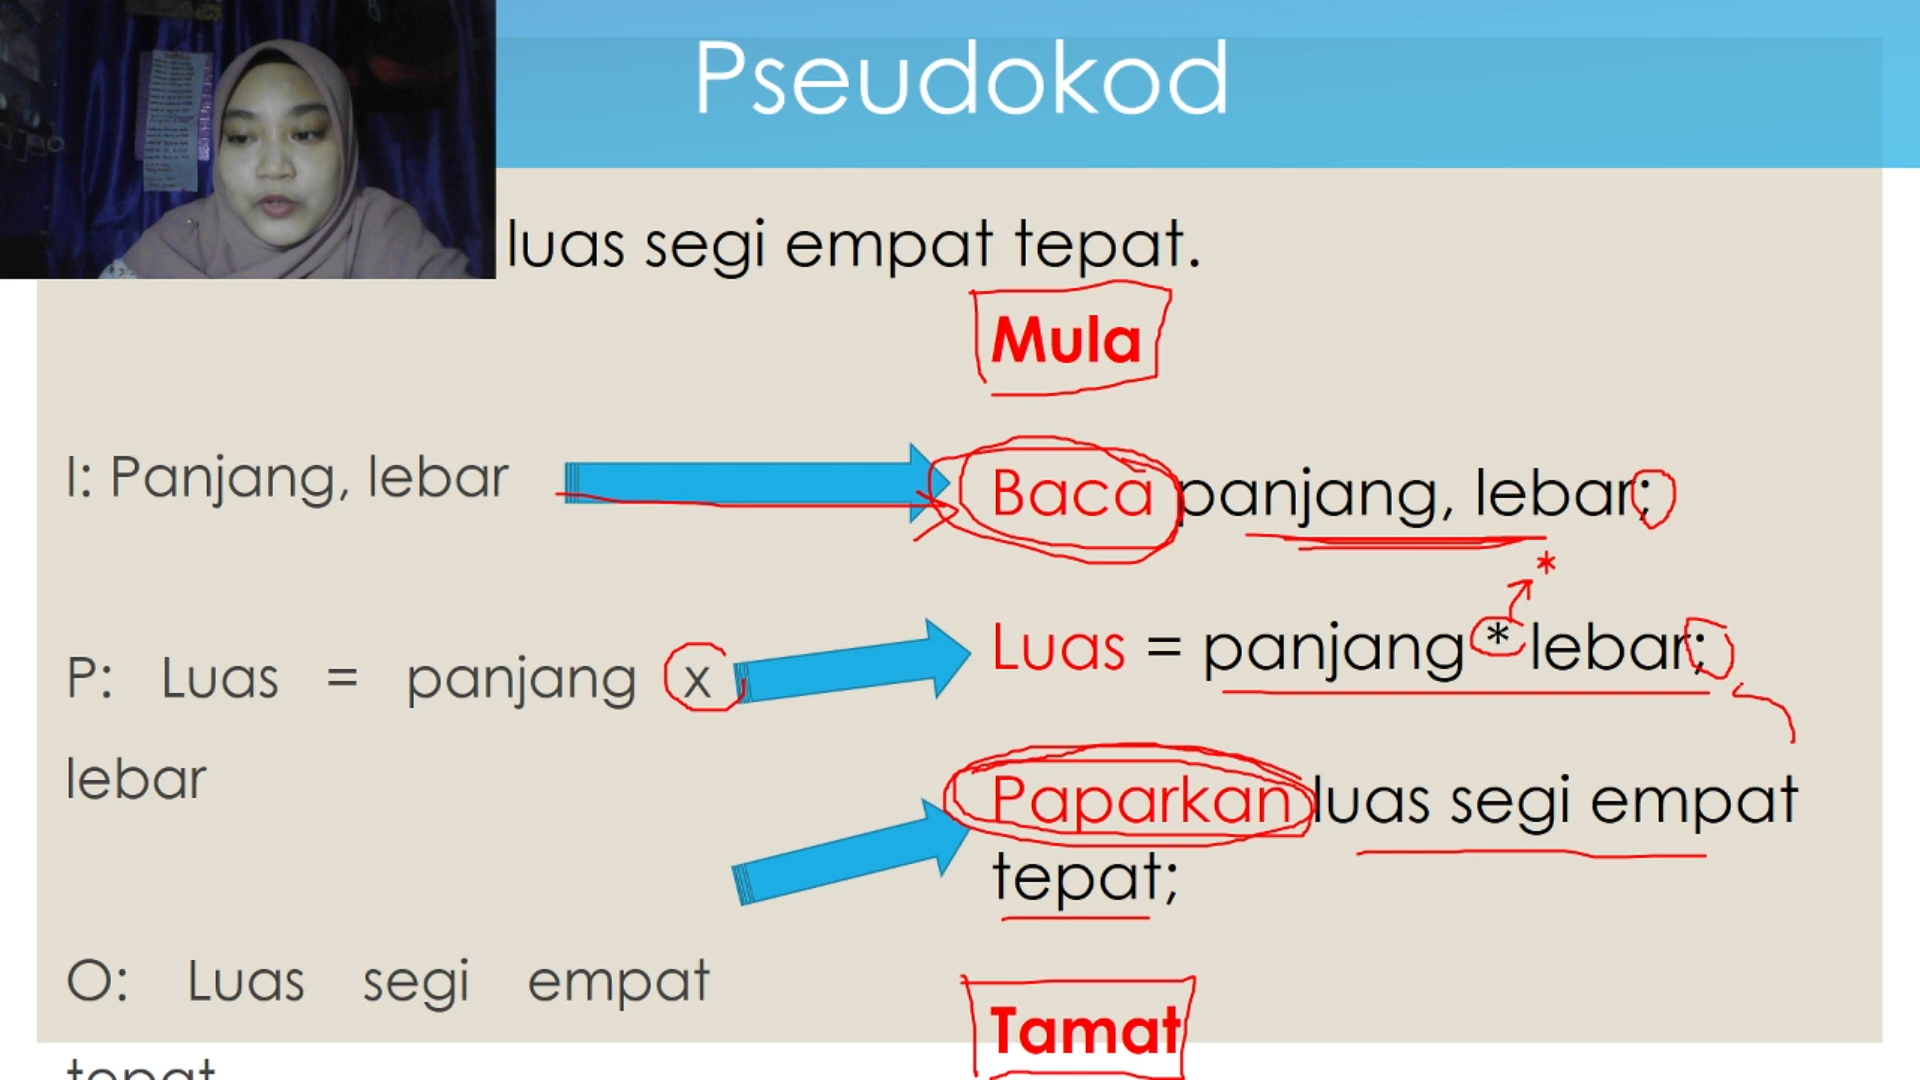 Pseudokod
luas segi empat tepat.
Mula
I: Panjang, lebar
Baca panjang, lebar;
*
P: Luas = panjang x
lebar
Luas = panjang * lebar;
Paparkan luas segi empat
tepat;
O: Luas segi empat
tepat
Tamat